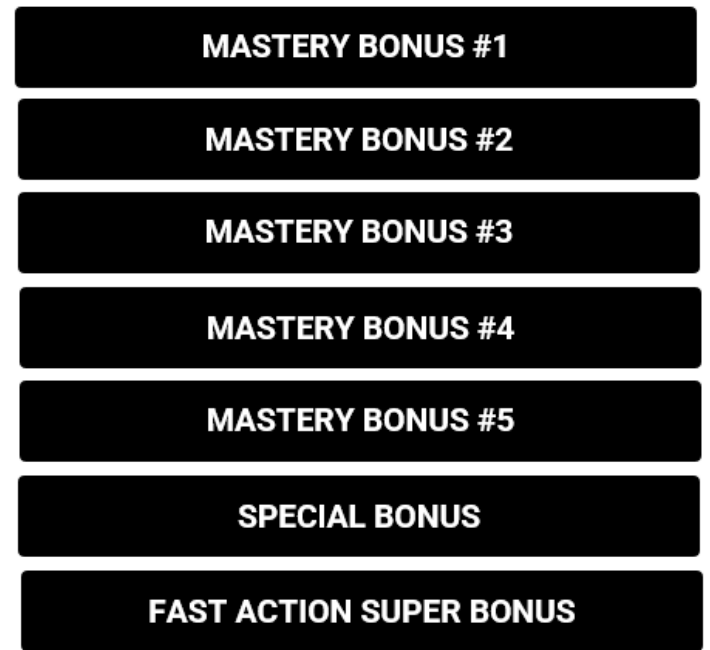 MASTERY BONUS #1
MASTERY BONUS #2
MASTERY BONUS #3
MASTERY BONUS #4
MASTERY BONUS #5
SPECIAL BONUS
FAST ACTION SUPER BONUS